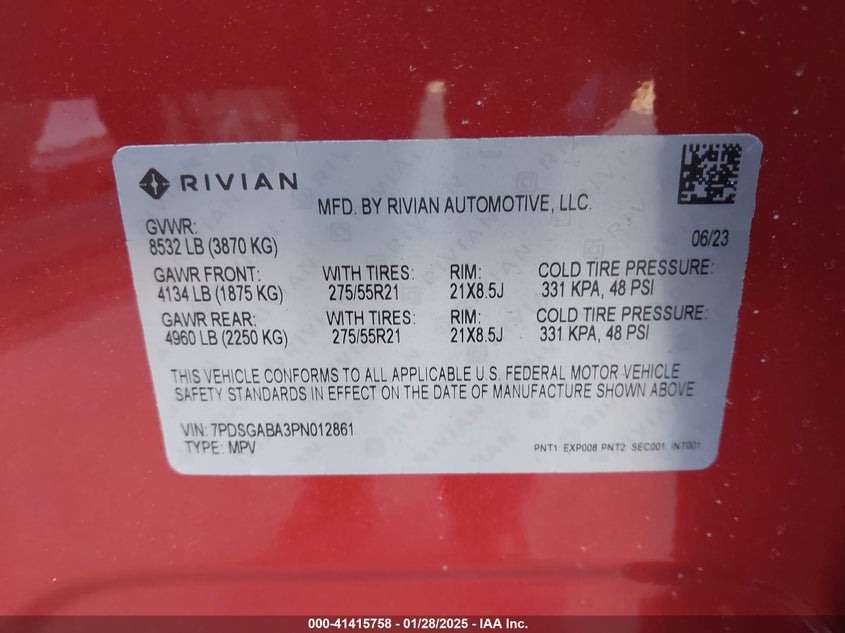 RIVIAN
MFD. BY RIVIAN AUTOMOTIVE, LLC.
GVWR:
8532 LB (3870 KG)
06/23
GAWR FRONT: WITH TIRES: RIM: COLD TIRE PRESSURE:
4134 LB (1875 KG) 275/55R21 21X8.5J 331 KPA, 48 PSI
GAWR REAR: WITH TIRES: RIM: COLD TIRE PRESSURE:
4960 LB (2250 KG) 275/55R21 21X8.5J 331 KPA, 48 PSI
THIS VEHICLE CONFORMS TO ALL APPLICABLE U.S. FEDERAL MOTOR VEHICLE
SAFETY STANDARDS IN EFFECT ON THE DATE OF MANUFACTURE SHOWN ABOVE
VIN: 7PDSGABA3PN012861
TYPE: MPV
PNT1: EXP008 PNT2: SEC001 INT001
000-41415758 - 01/28/2025 - IAA Inc.